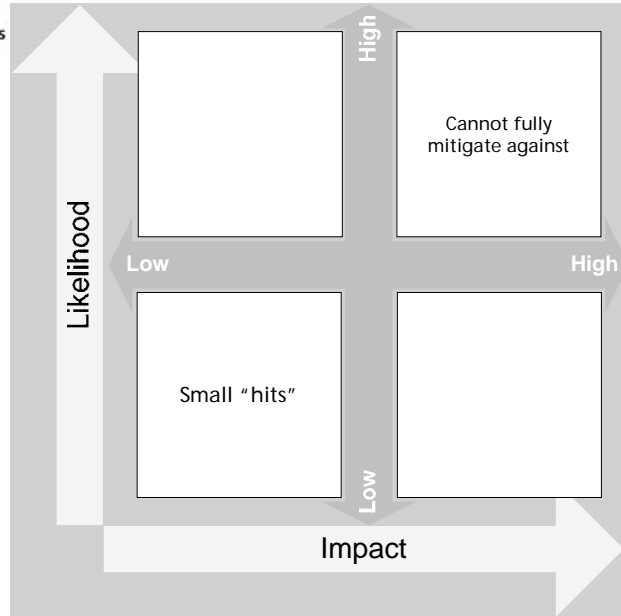 s
High
Cannot fully
mitigate against
Likelihood
Low
High
Small “hits”
Low
Impact